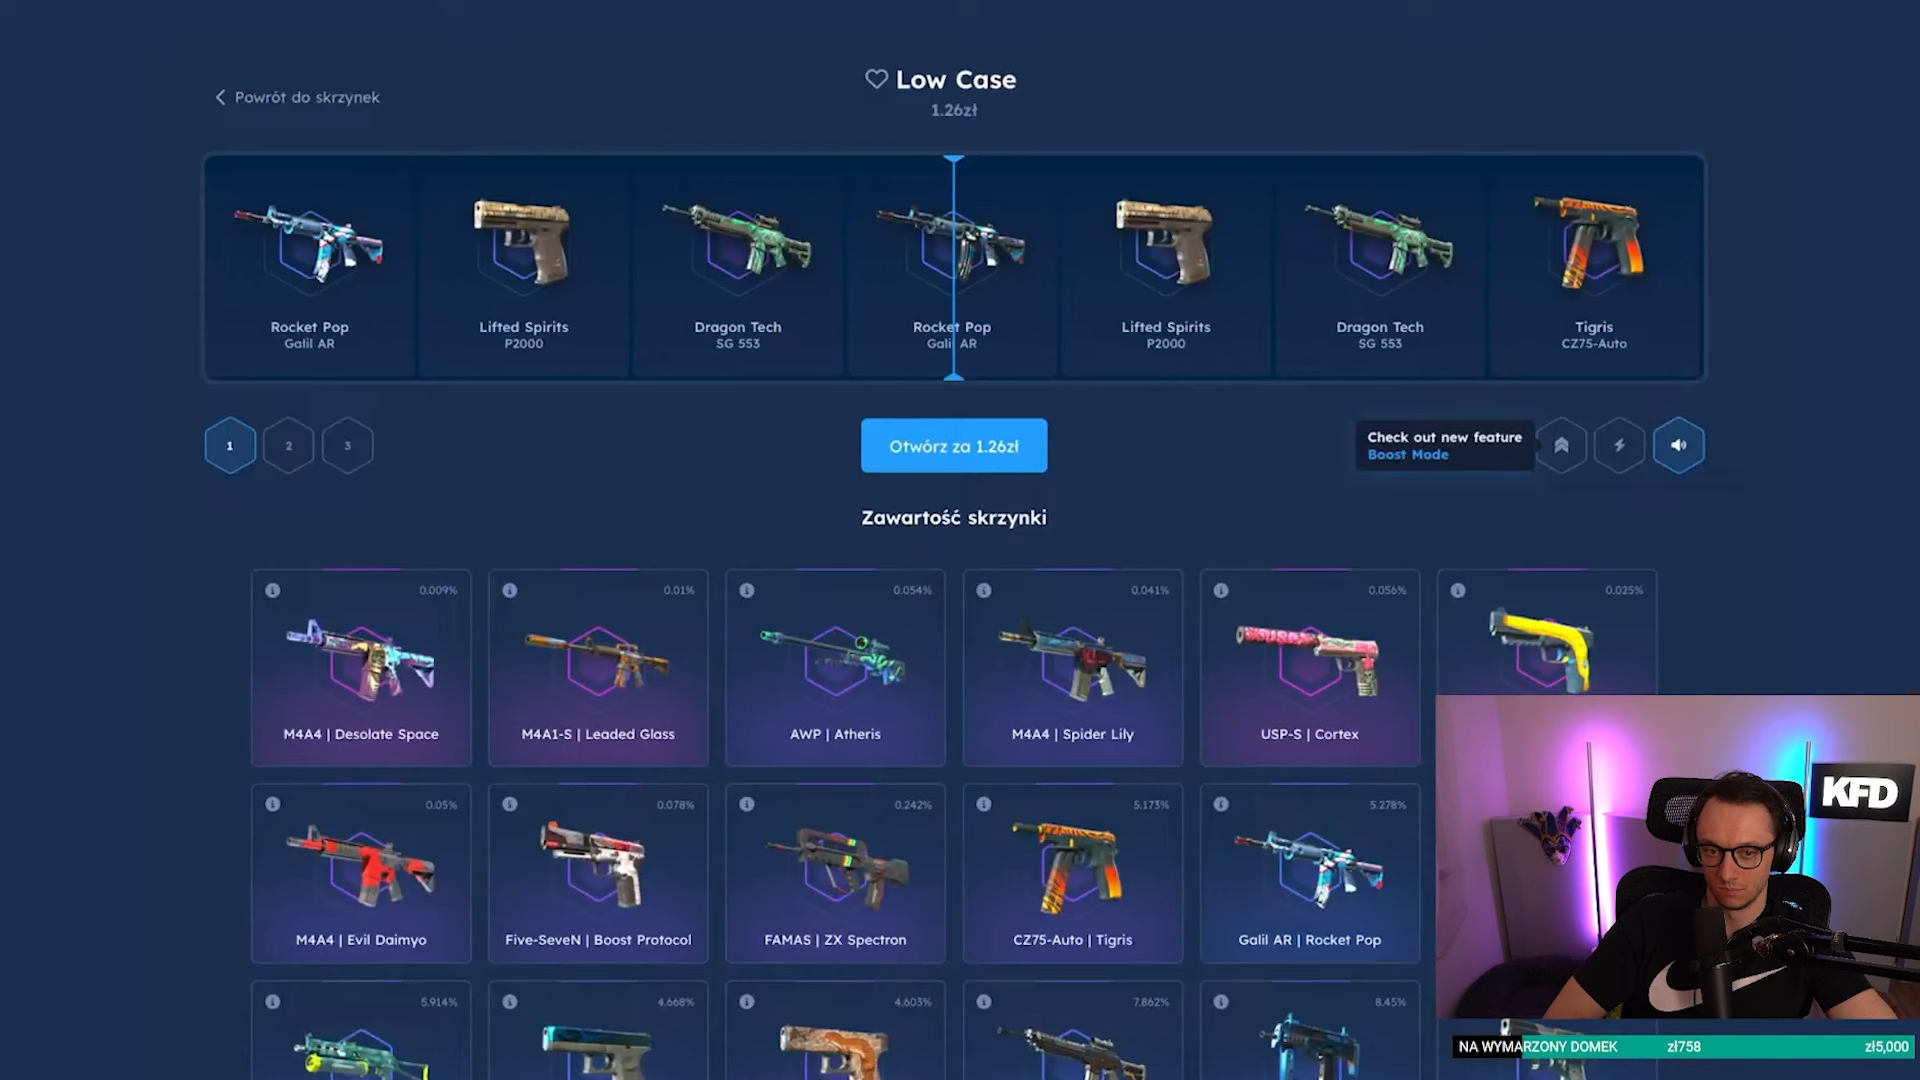 Powrót do skrzynek
Low Case
1.26zł
Rocket Pop
Galil AR
Lifted Spirits
P2000
Dragon Tech
SG 553
Rocket Pop
Galil AR
Lifted Spirits
P2000
Dragon Tech
SG 553
Tigris
CZ75-Auto
1
2
3
Otwórz za 1.26zł
Check out new feature
Boost Mode
Zawartość skrzynki
0.009%
M4A4 | Desolate Space
0.01%
M4A1-S | Leaded Glass
0.054%
AWP | Atheris
0.041%
M4A4 | Spider Lily
0.056%
USP-S | Cortex
0.025%
0.05%
M4A4 | Evil Daimyo
0.078%
Five-SeveN | Boost Protocol
0.242%
FAMAS | ZX Spectron
5.173%
CZ75-Auto | Tigris
5.278%
Galil AR | Rocket Pop
5.914%
4.668%
4.603%
7.862%
8.45%
KFD
NA WYMARZONY DOMEK zł758 zł5,000